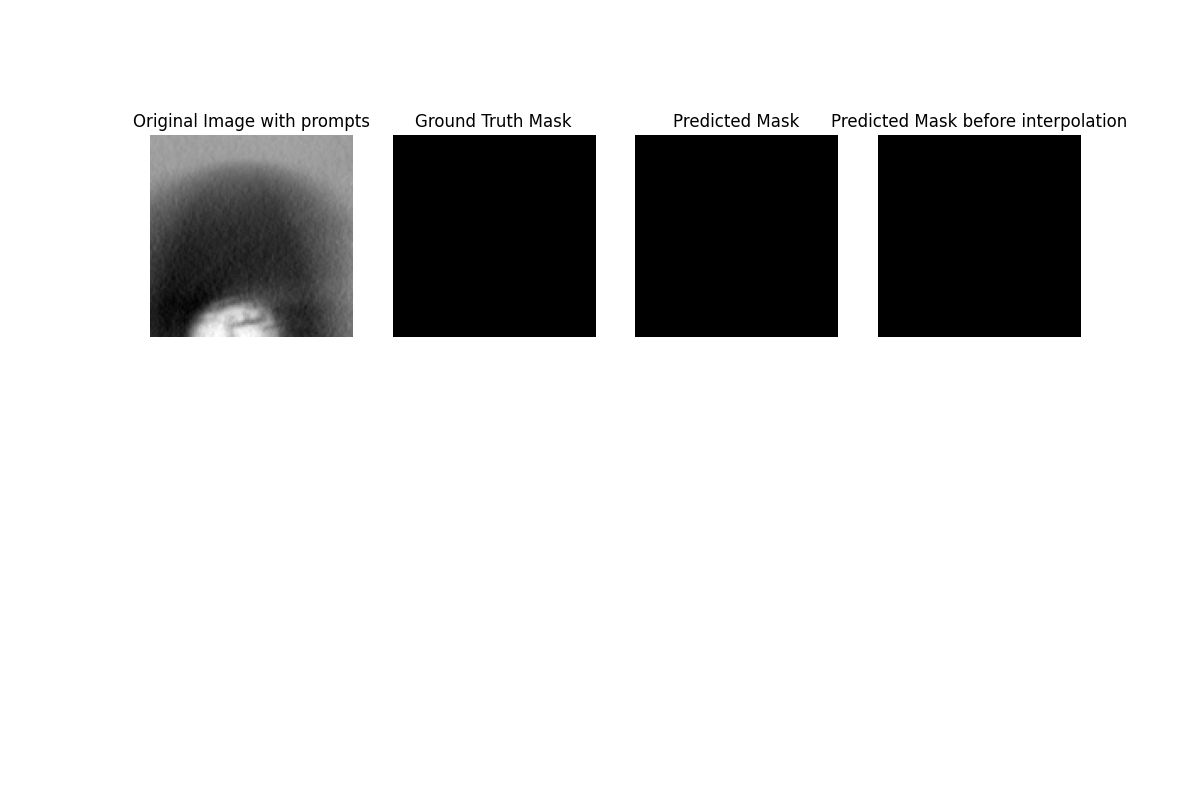 Original Image with prompts
Ground Truth Mask
Predicted Mask
Predicted Mask before interpolation